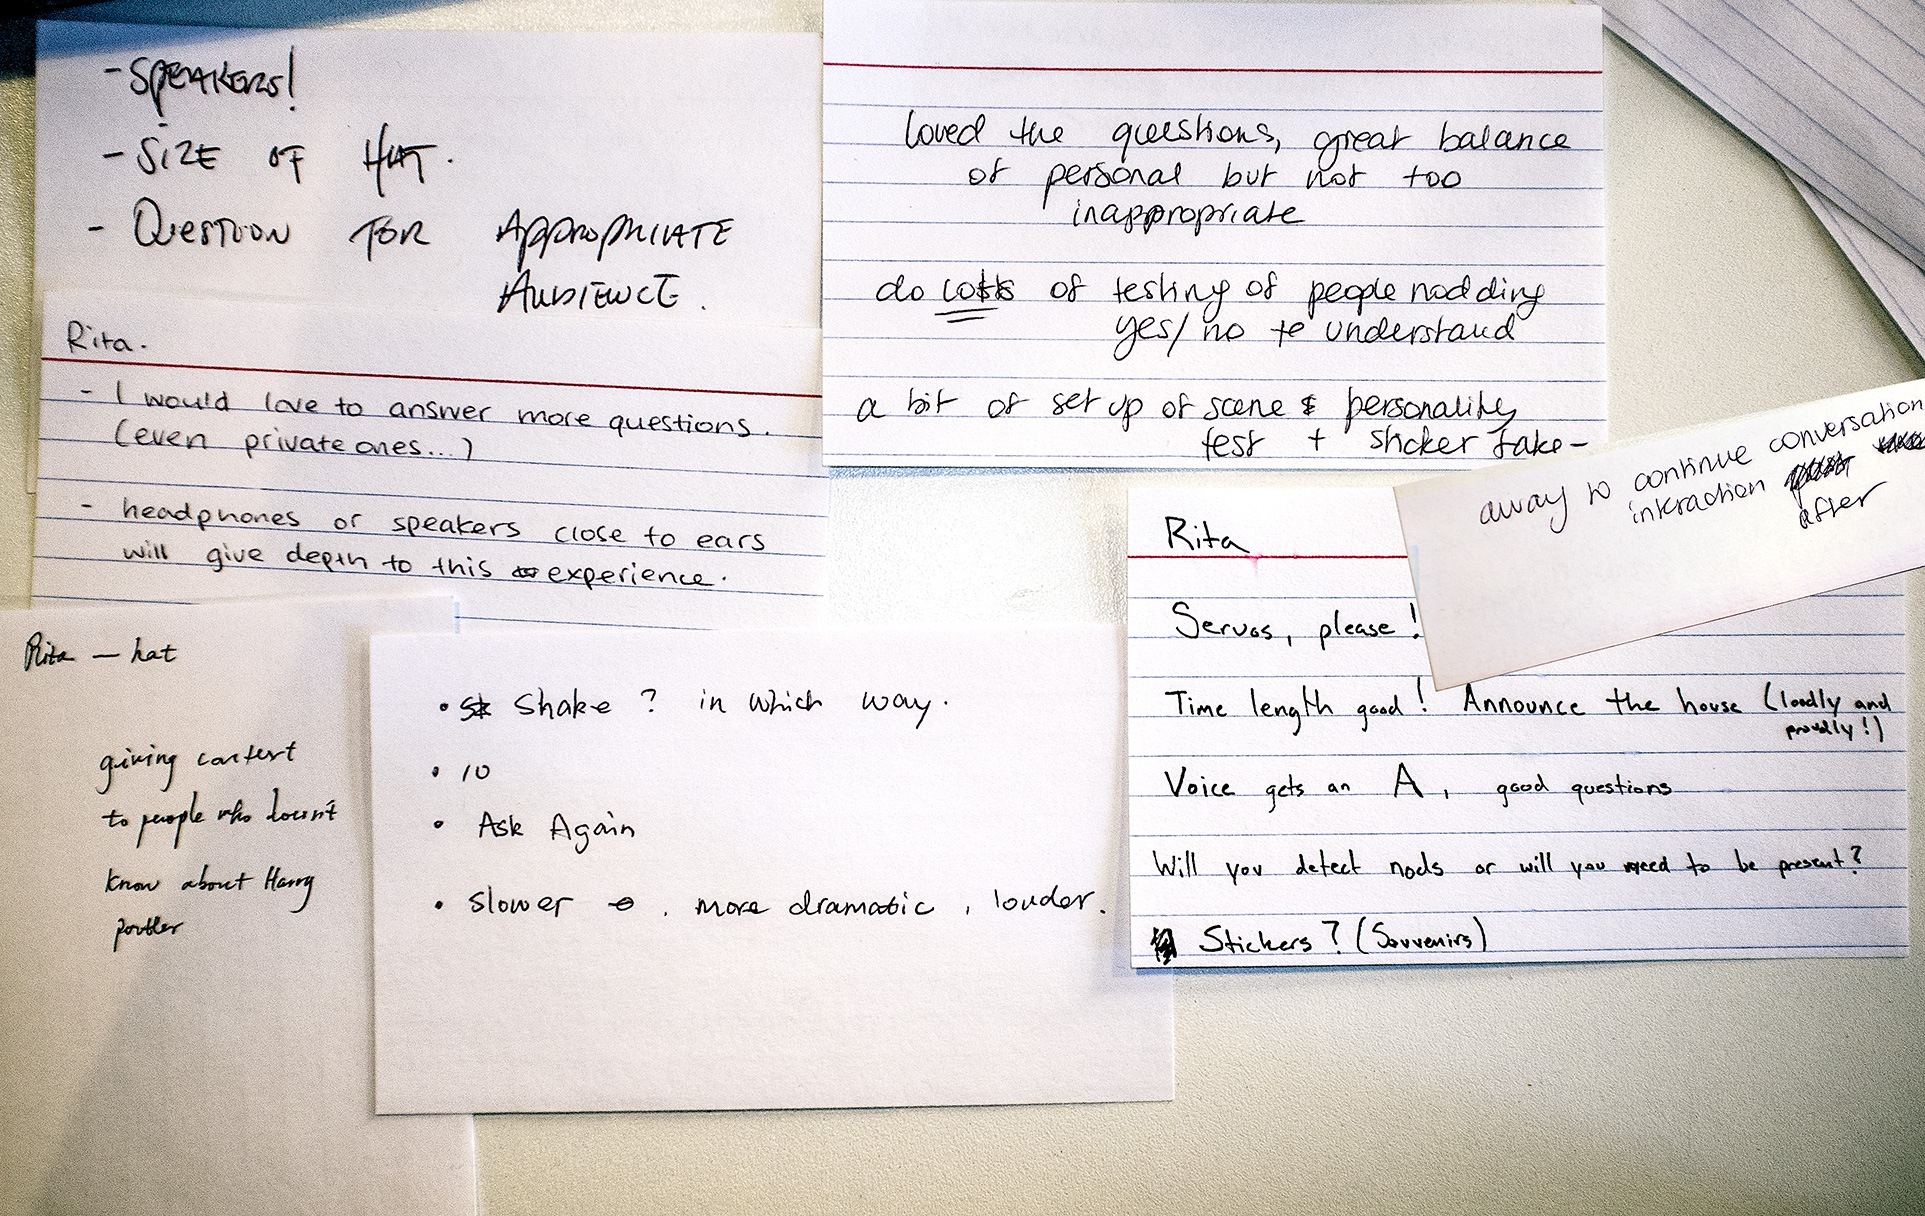 - SPEAKERS!
- SIZE OF HAT.
- QUESTION FOR APPROPRIATE
AUDIENCE.
loved the questions, great balance
of personal but not too
inappropriate
do lots of testing of people nodding
yes/no to understand
a bit of set up of scene & personality
test + sticker take-
away to continue conversation
interaction
after
Rita.
- I would love to answer more questions.
(even private ones...)
- headphones or speakers close to ears
will give depth to this experience.
Rita
Servos, please!
Time length good! Announce the house (loudly and
proudly!)
Voice gets an A, good questions
Will you detect nods or will you need to be present?
Stickers? (Souvenirs)
Rita — hat
giving context
to people who doesn't
know about Harry
potter
• Shake ? in which way.
• 10
• Ask Again
• Slower , more dramatic , louder.